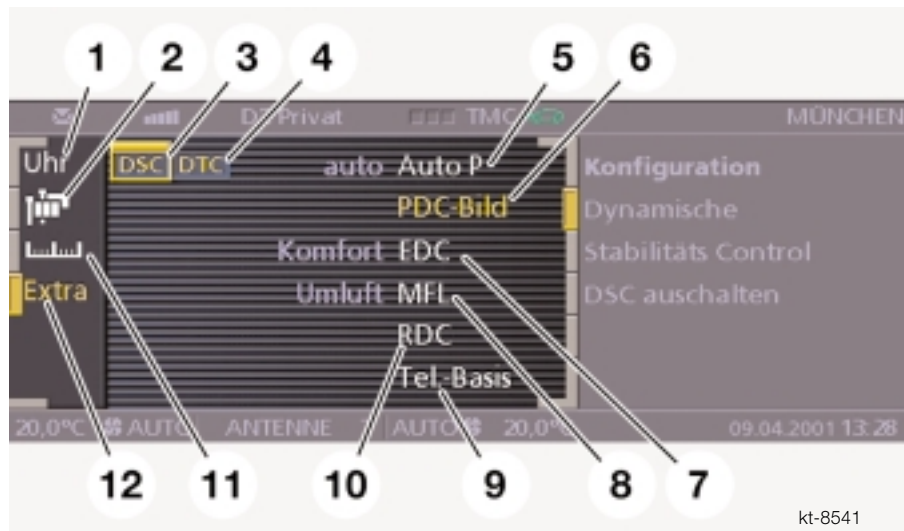 1 2 3 4 5 6
D? Privat TMC MÜNCHEN
Uhr DSC DTC auto Auto P Konfiguration
PDC-Bild Dynamische
Komfort EDC Stabilitäts Control
Extra Umluft MFL DSC auschalten
RDC
Tel.-Basis
20,0°C AUTO ANTENNE AUTO 20,0°C 09.04.2001 13:28
12 11 10 9 8 7
kt-8541